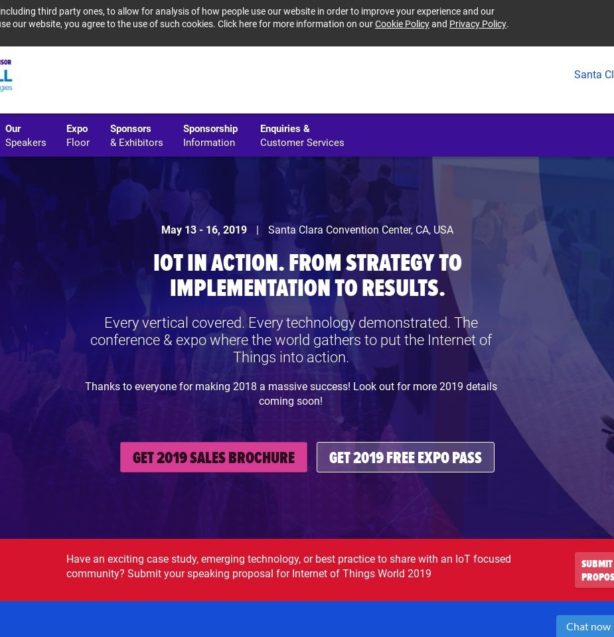 including third party ones, to allow for analysis of how people use our website in order to improve your experience and our
use our website, you agree to the use of such cookies. Click here for more information on our Cookie Policy and Privacy Policy.
Santa Cl
Our Speakers
Expo Floor
Sponsors & Exhibitors
Sponsorship Information
Enquiries & Customer Services
May 13 - 16, 2019 | Santa Clara Convention Center, CA, USA
IOT IN ACTION. FROM STRATEGY TO
IMPLEMENTATION TO RESULTS.
Every vertical covered. Every technology demonstrated. The
conference & expo where the world gathers to put the Internet of
Things into action.
Thanks to everyone for making 2018 a massive success! Look out for more 2019 details
coming soon!
GET 2019 SALES BROCHURE
GET 2019 FREE EXPO PASS
Have an exciting case study, emerging technology, or best practice to share with an IoT focused
community? Submit your speaking proposal for Internet of Things World 2019
SUBMIT
PROPOS
Chat now